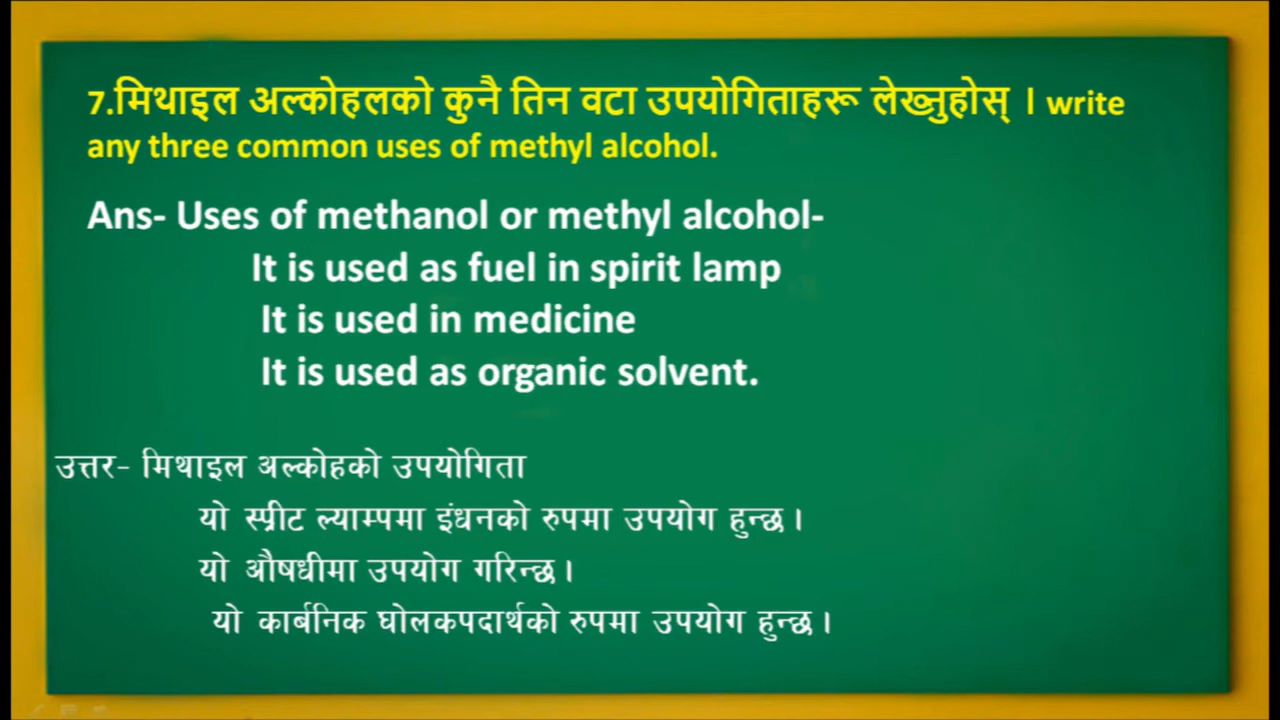 7.मिथाइल अल्कोहलको कुनै तिन वटा उपयोगिताहरू लेख्नुहोस् । write
any three common uses of methyl alcohol.
Ans- Uses of methanol or methyl alcohol-
It is used as fuel in spirit lamp
It is used in medicine
It is used as organic solvent.
उत्तर- मिथाइल अल्कोहको उपयोगिता
यो स्प्रीट ल्याम्पमा इंधनको रुपमा उपयोग हुन्छ ।
यो औषधीमा उपयोग गरिन्छ ।
यो कार्बनिक घोलकपदार्थको रुपमा उपयोग हुन्छ ।